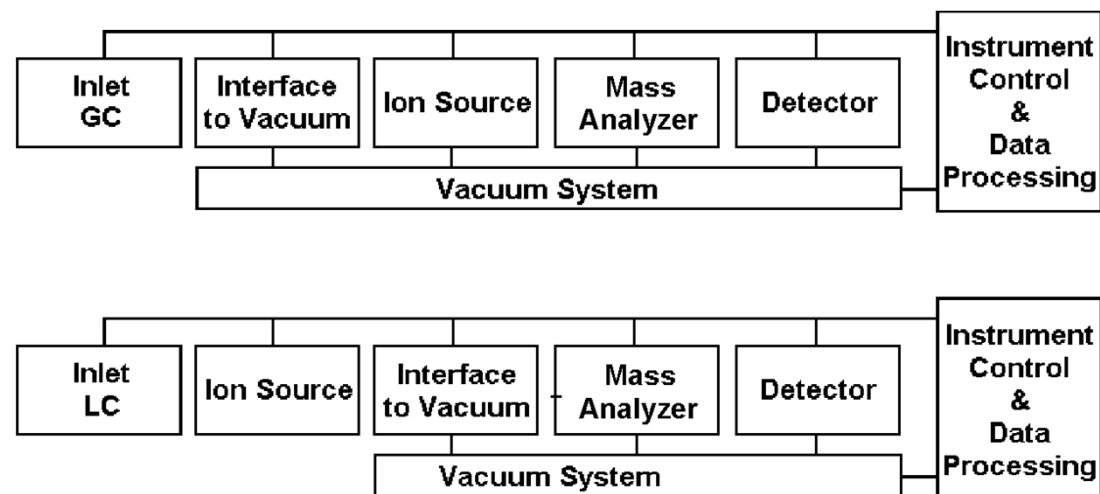 Inlet
GC
Interface
to Vacuum
Ion Source
Mass
Analyzer
Detector
Instrument
Control
&
Data
Processing
Vacuum System
Inlet
LC
Ion Source
Interface
to Vacuum
Mass
Analyzer
Detector
Instrument
Control
&
Data
Processing
Vacuum System